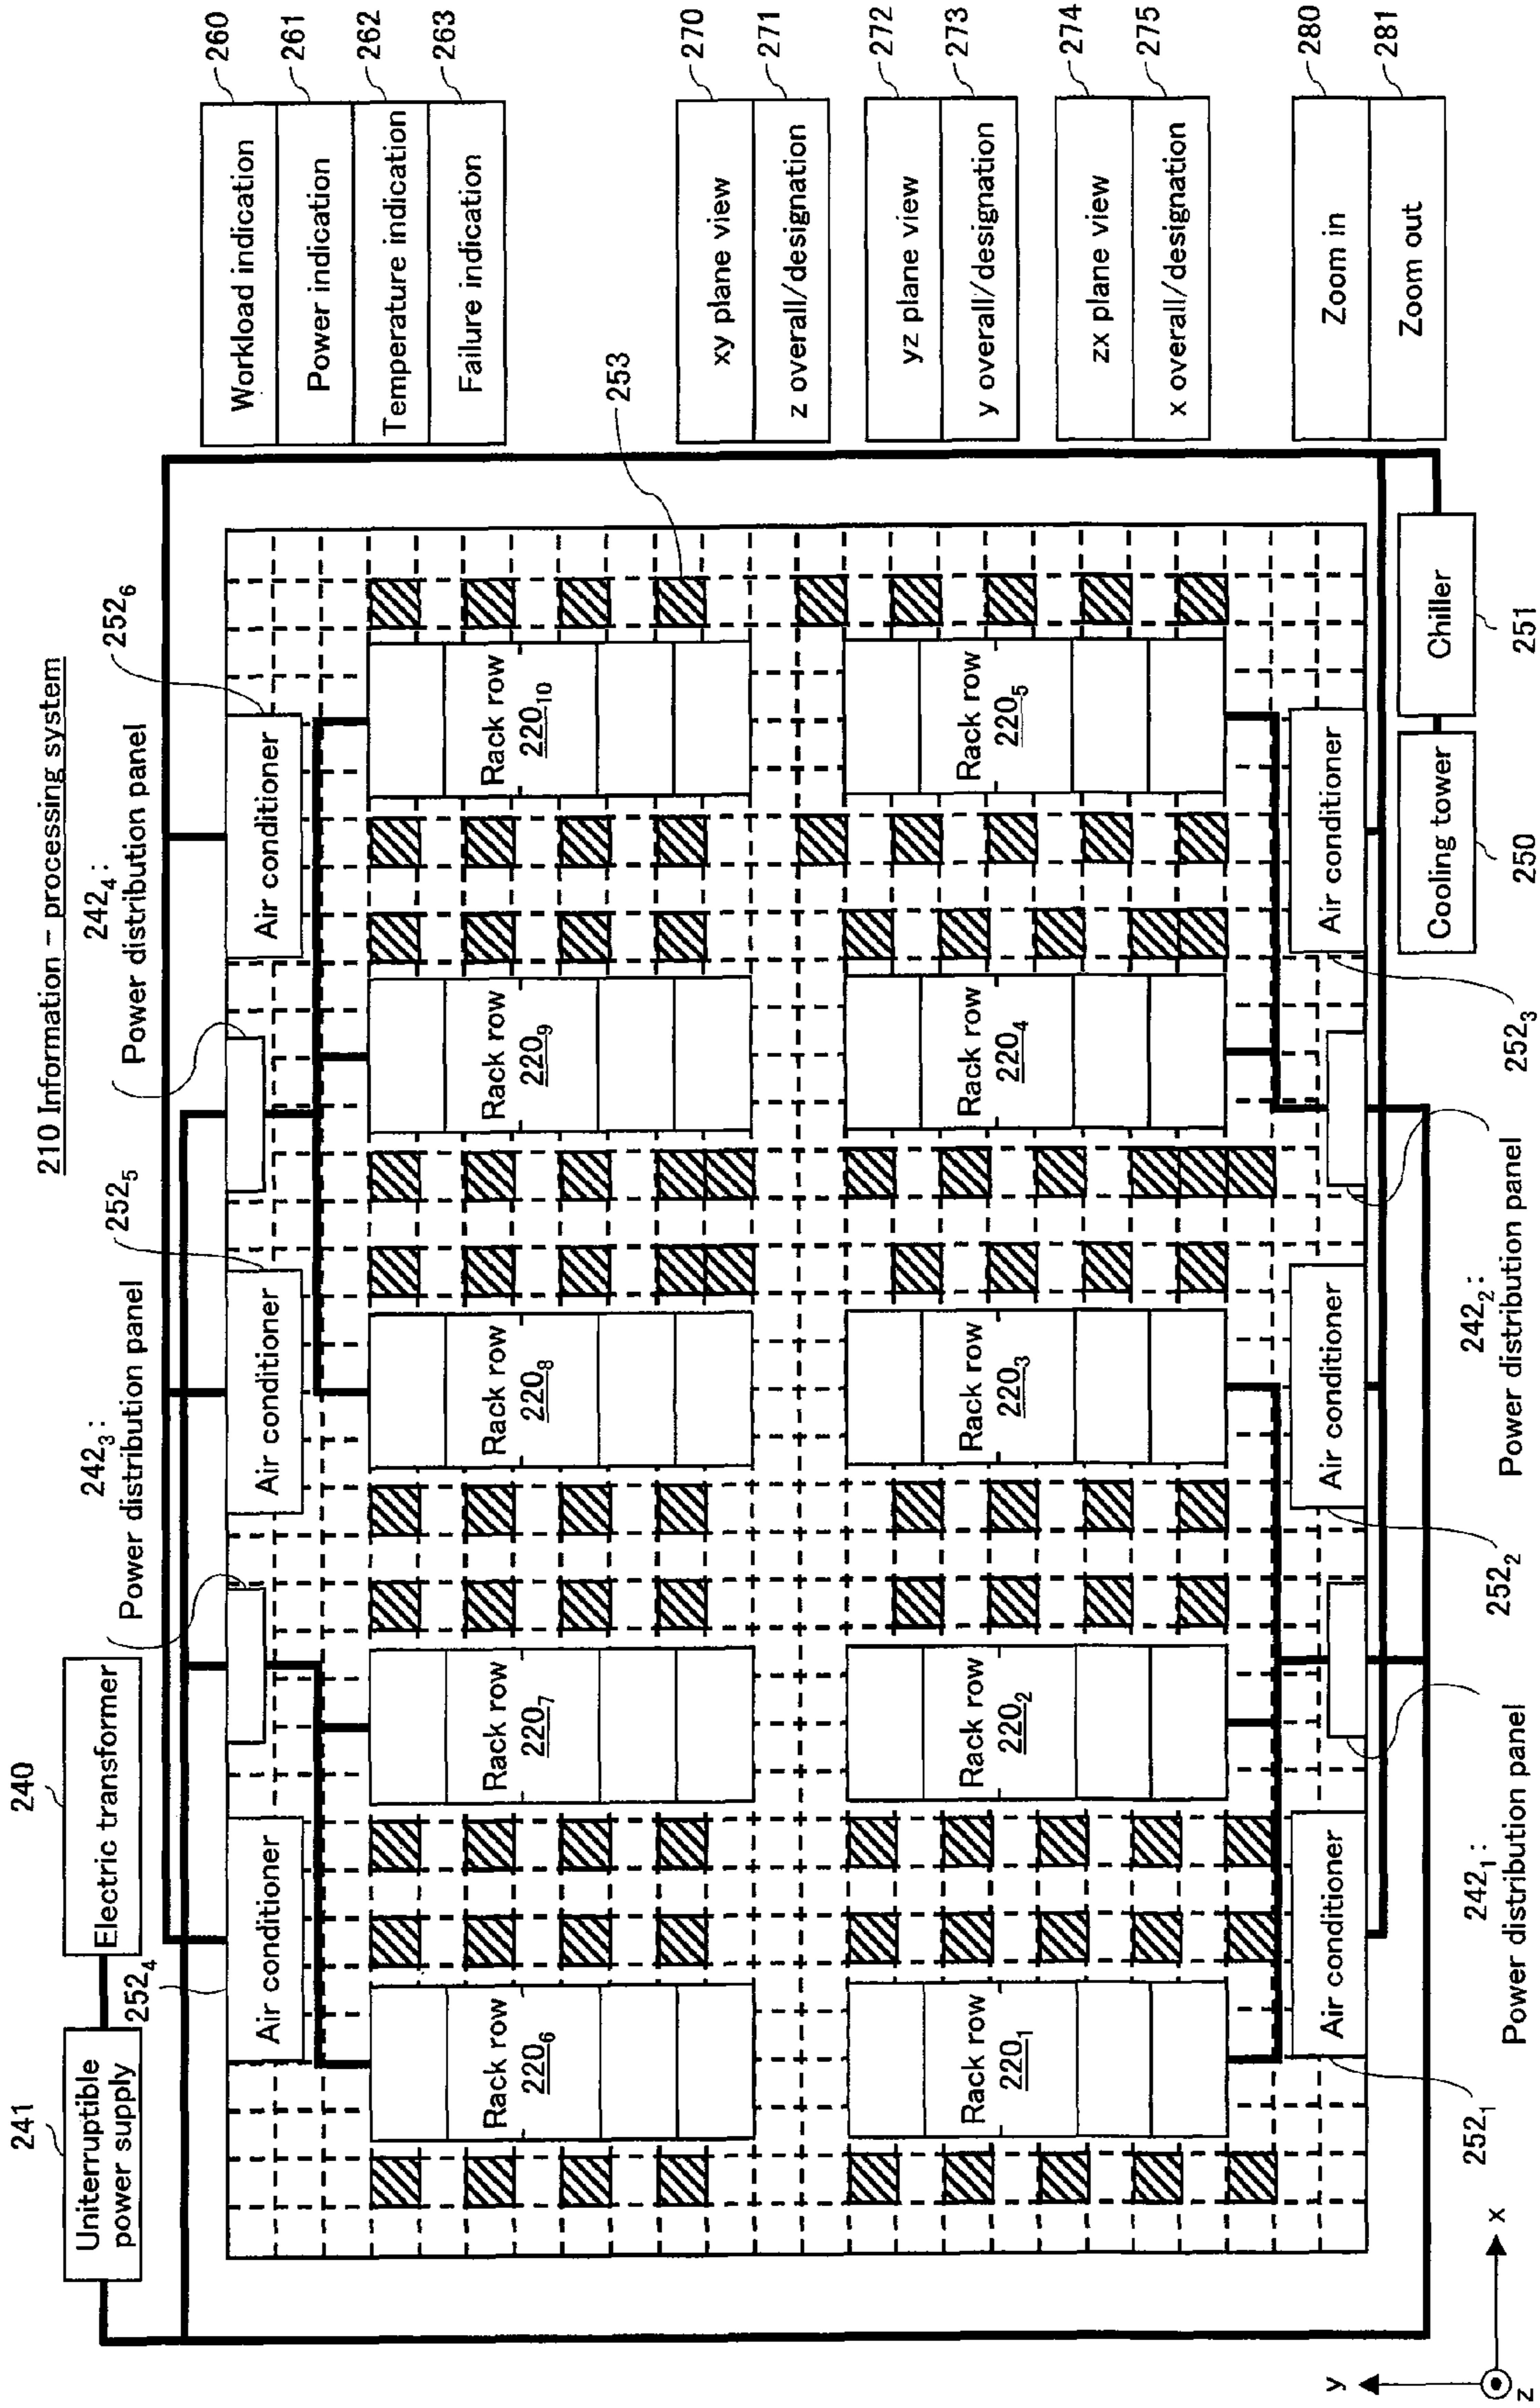 210 Information – processing system
240
241
Electric transformer
Uniterruptible
power supply
242₃:
Power distribution panel
242₄:
Power distribution panel
252₄
252₅
252₆
Air conditioner
Air conditioner
Air conditioner
Rack row
220₆
Rack row
220₇
Rack row
220₈
Rack row
220₉
Rack row
220₁₀
253
Rack row
220₁
Rack row
220₂
Rack row
220₃
Rack row
220₄
Rack row
220₅
Air conditioner
Air conditioner
Air conditioner
252₁
242₁:
Power distribution panel
252₂
242₂:
Power distribution panel
252₃
Cooling tower
250
Chiller
251
Workload indication
260
Power indication
261
Temperature indication
262
Failure indication
263
xy plane view
270
z overall/designation
271
yz plane view
272
y overall/designation
273
zx plane view
274
x overall/designation
275
Zoom in
280
Zoom out
281
y
z
x